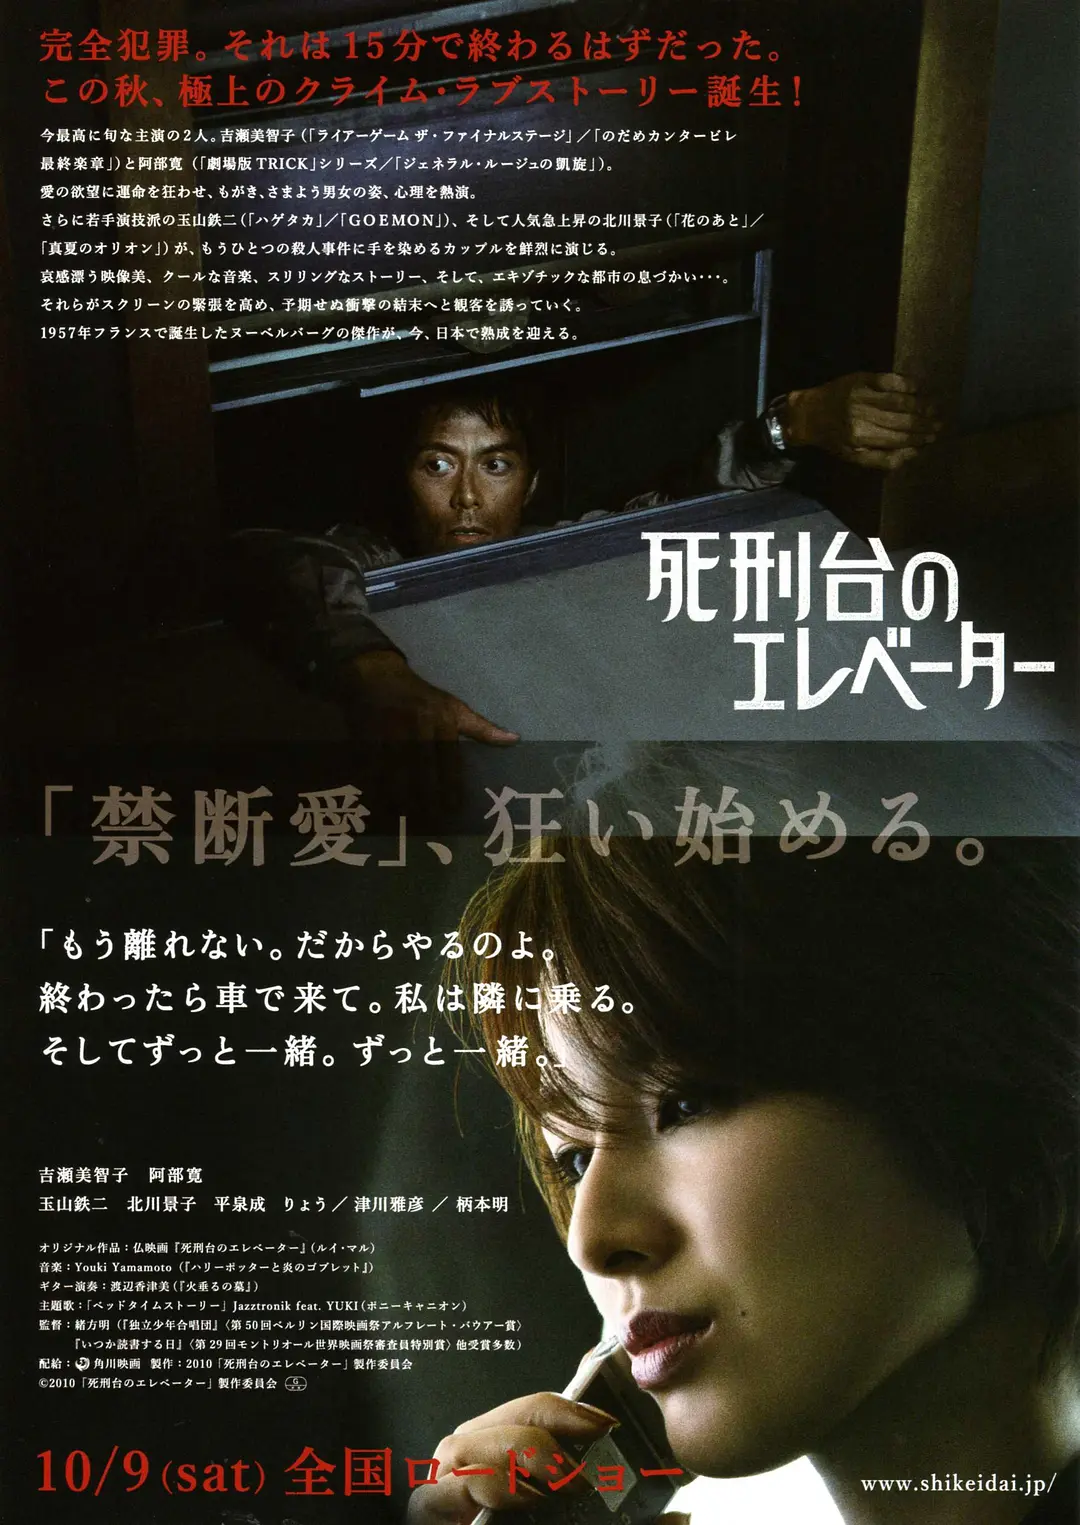 完全犯罪。それは15分で終わるはずだった。
この秋、極上のクライム・ラブストーリー誕生!
今最高に旬な主演の2人。吉瀬美智子(「ライアーゲーム ザ・ファイナルステージ」/「のだめカンタービレ
最終楽章」)と阿部寛(「劇場版TRICK」シリーズ/「ジェネラル・ルージュの凱旋」)。
愛の欲望に運命を狂わせ、もがき、さまよう男女の姿、心理を熱演。
さらに若手演技派の玉山鉄二(「ハゲタカ」/「GOEMON」)、そして人気急上昇の北川景子(「花のあと」/
「真夏のオリオン」)が、もうひとつの殺人事件に手を染めるカップルを鮮烈に演じる。
哀感漂う映像美、クールな音楽、スリリングなストーリー、そして、エキゾチックな都市の息づかい・・・。
それらがスクリーンの緊張を高め、予期せぬ衝撃の結末へと観客を誘っていく。
1957年フランスで誕生したヌーベルバーグの傑作が、今、日本で熟成を迎える。
死刑台の
エレベーター
「禁断愛」、狂い始める。
「もう離れない。だからやるのよ。
終わったら車で来て。私は隣に乗る。
そしてずっと一緒。ずっと一緒。」
吉瀬美智子 阿部寛
玉山鉄二 北川景子 平泉成 りょう/津川雅彦/柄本明
オリジナル作品:仏映画『死刑台のエレベーター』(ルイ・マル)
音楽:Youki Yamamoto(『ハリーポッターと炎のゴブレット』)
ギター演奏:渡辺香津美(『火垂るの墓』)
主題歌:「ベッドタイムストーリー」Jazztronik feat. YUKI(ポニーキャニオン)
監督:緒方明(『独立少年合唱団』〈第50回ベルリン国際映画祭アルフレート・バウアー賞〉
『いつか読書する日』〈第29回モントリオール世界映画祭審査員特別賞〉他受賞多数)
配給:角川映画 製作:2010「死刑台のエレベーター」製作委員会
©2010「死刑台のエレベーター」製作委員会 G
10/9(sat)全国ロードショー
www.shikeidai.jp/